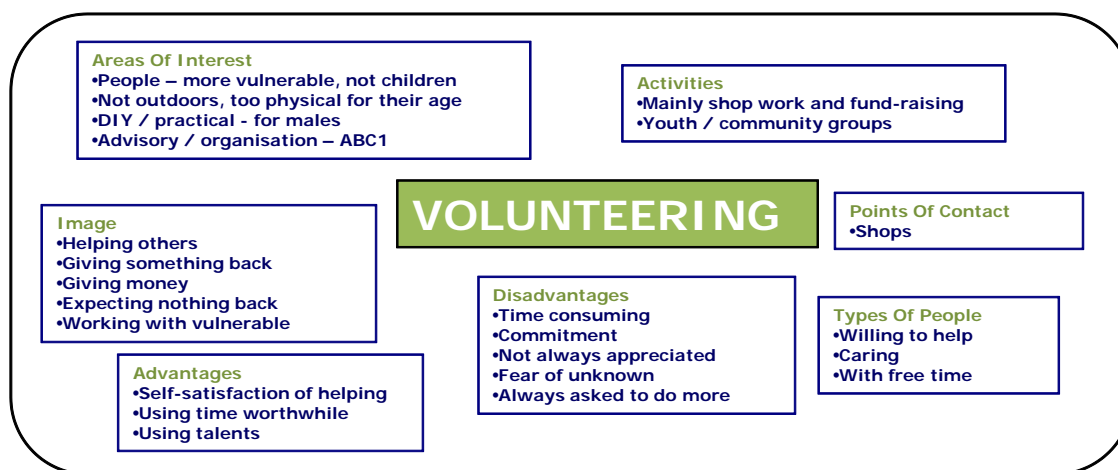 Areas Of Interest
•People – more vulnerable, not children
•Not outdoors, too physical for their age
•DIY / practical - for males
•Advisory / organisation – ABC1
Activities
•Mainly shop work and fund-raising
•Youth / community groups
VOLUNTEERING
Image
•Helping others
•Giving something back
•Giving money
•Expecting nothing back
•Working with vulnerable
Points Of Contact
•Shops
Disadvantages
•Time consuming
•Commitment
•Not always appreciated
•Fear of unknown
•Always asked to do more
Types Of People
•Willing to help
•Caring
•With free time
Advantages
•Self-satisfaction of helping
•Using time worthwhile
•Using talents